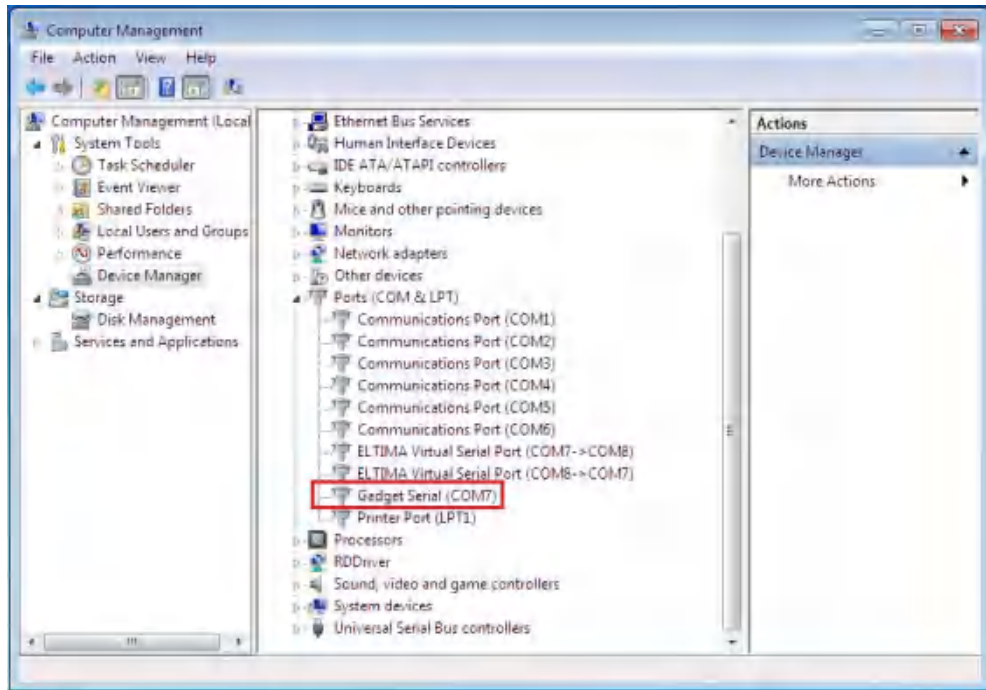 Computer Management
File Action View Help
Computer Management (Local
System Tools
Task Scheduler
Event Viewer
Shared Folders
Local Users and Groups
Performance
Device Manager
Storage
Disk Management
Services and Applications
Ethernet Bus Services
Human Interface Devices
IDE ATA/ATAPI controllers
Keyboards
Mice and other pointing devices
Monitors
Network adapters
Other devices
Ports (COM & LPT)
Communications Port (COM1)
Communications Port (COM2)
Communications Port (COM3)
Communications Port (COM4)
Communications Port (COM5)
Communications Port (COM6)
ELTIMA Virtual Serial Port (COM7->COM8)
ELTIMA Virtual Serial Port (COM8->COM7)
Gadget Serial (COM7)
Printer Port (LPT1)
Processors
RDDriver
Sound, video and game controllers
System devices
Universal Serial Bus controllers
Actions
Device Manager
More Actions